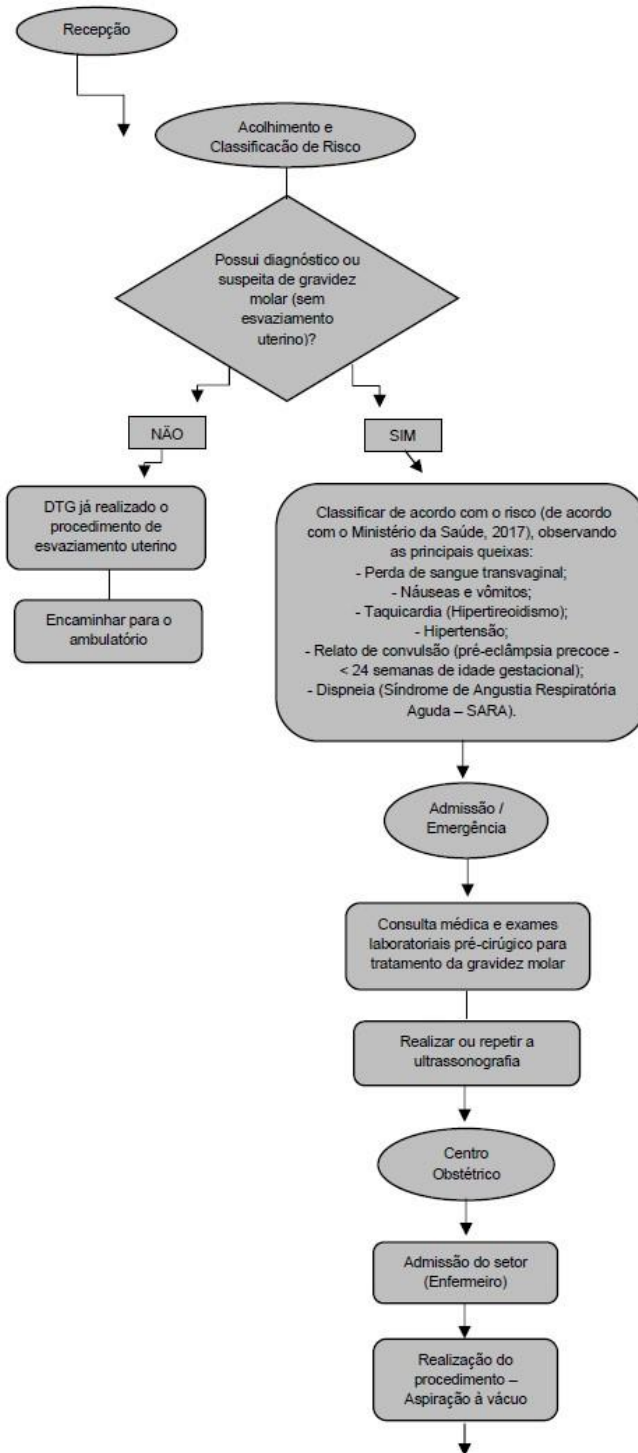 Recepção
Acolhimento e
Classificação de Risco
Possui diagnóstico ou
suspeita de gravidez
molar (sem
esvaziamento
uterino)?
NÃO
SIM
DTG já realizado o
procedimento de
esvaziamento uterino
Encaminhar para o
ambulatório
Classificar de acordo com o risco (de acordo
com o Ministério da Saúde, 2017), observando
as principais queixas:
- Perda de sangue transvaginal;
- Náuseas e vômitos;
- Taquicardia (Hipertireoidismo);
- Hipertensão;
- Relato de convulsão (pré-eclâmpsia precoce -
< 24 semanas de idade gestacional);
- Dispneia (Síndrome de Angustia Respiratória
Aguda – SARA).
Admissão /
Emergência
Consulta médica e exames
laboratoriais pré-cirúgico para
tratamento da gravidez molar
Realizar ou repetir a
ultrassonografia
Centro
Obstétrico
Admissão do setor
(Enfermeiro)
Realização do
procedimento –
Aspiração à vácuo